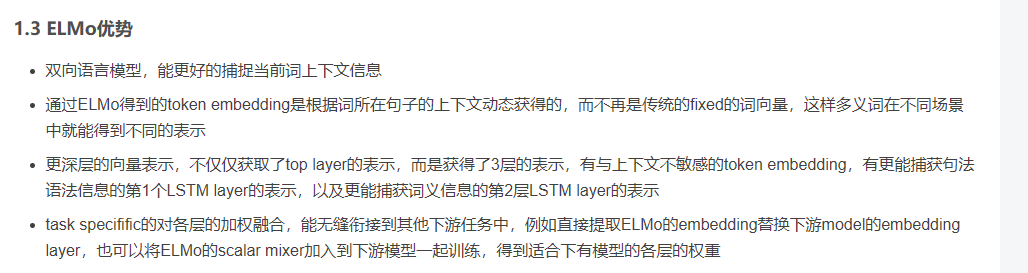 1.3 ELMo优势
双向语言模型，能更好的捕捉当前词上下文信息
通过ELMo得到的token embedding是根据词所在句子的上下文动态获得的，而不再是传统的fixed的词向量，这样多义词在不同场景
中就能得到不同的表示
更深层的向量表示，不仅仅获取了top layer的表示，而是获得了3层的表示，有与上下文不敏感的token embedding，有更能捕获句法
语法信息的第1个LSTM layer的表示，以及更能捕获词义信息的第2层LSTM layer的表示
task specifific的对各层的加权融合，能无缝衔接到其他下游任务中，例如直接提取ELMo的embedding替换下游model的embedding
layer，也可以将ELMo的scalar mixer加入到下游模型一起训练，得到适合下有模型的各层的权重